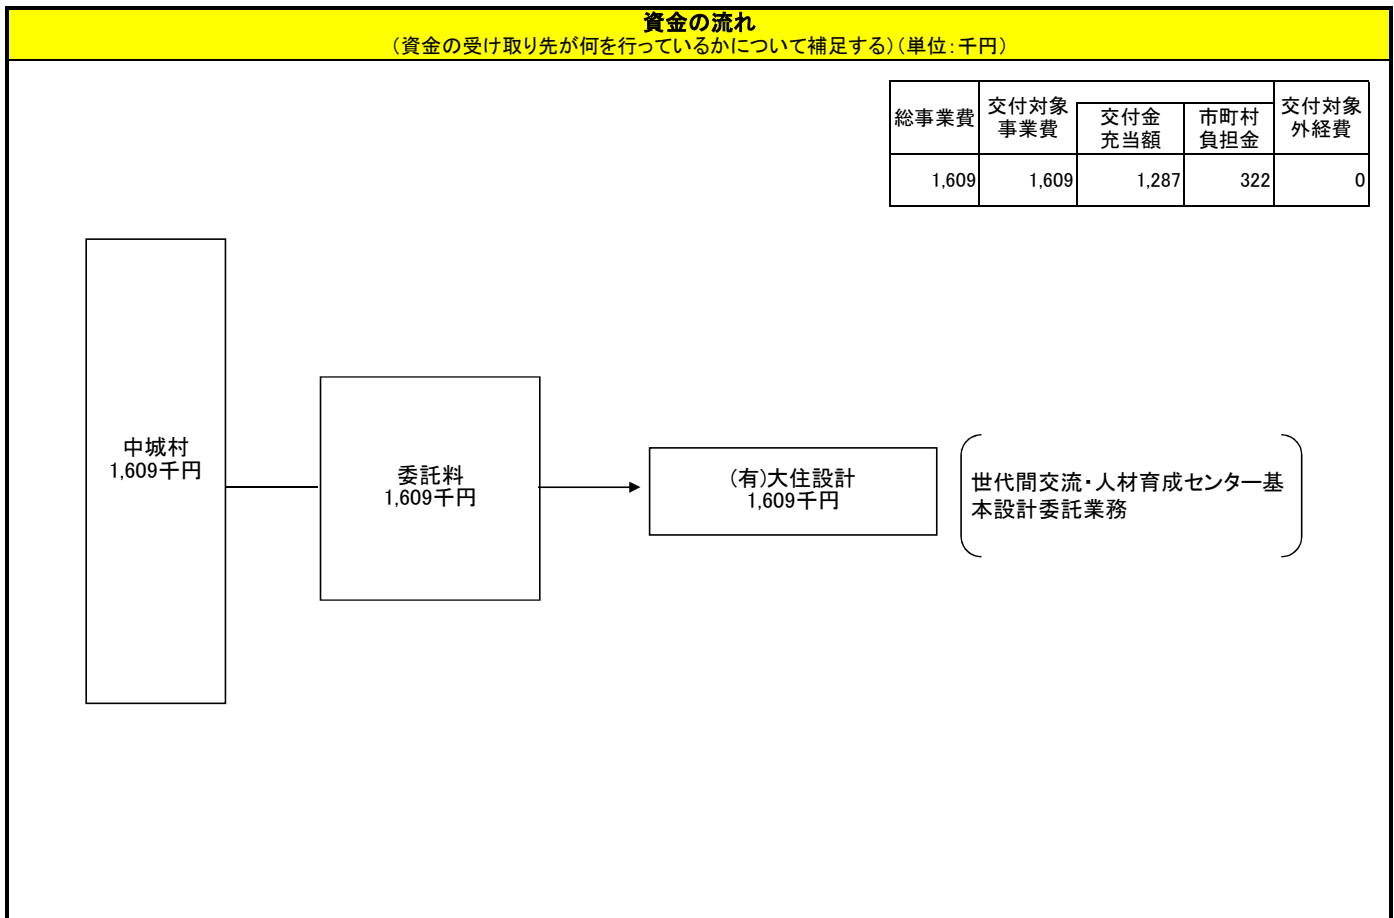 資金の流れ
（資金の受け取り先が何を行っているかについて補足する）（単位：千円）
総事業費
交付対象
事業費
交付金
充当額
市町村
負担金
交付対象
外経費
1,609
1,609
1,287
322
0
中城村
1,609千円
委託料
1,609千円
(有)大住設計
1,609千円
世代間交流・人材育成センター基
本設計委託業務